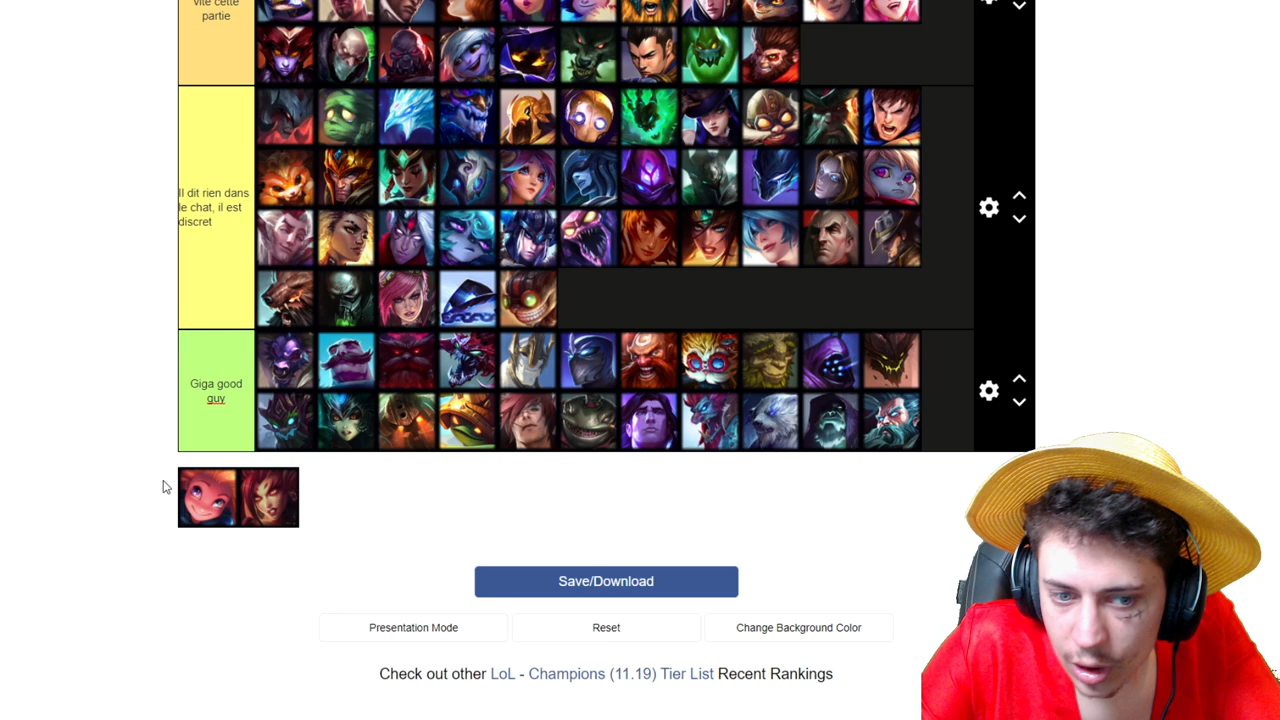 vite cette
partie
Il dit rien dans
le chat, il est
discret
Giga good
guy
Save/Download
Presentation Mode
Reset
Change Background Color
Check out other LoL - Champions (11.19) Tier List Recent Rankings